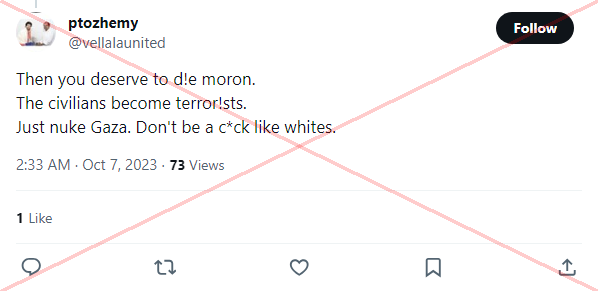 ptozhemy
@vellalaunited
Follow
Then you deserve to d!e moron.
The civilians become terror!sts.
Just nuke Gaza. Don't be a c*ck like whites.
2:33 AM · Oct 7, 2023 · 73 Views
1 Like